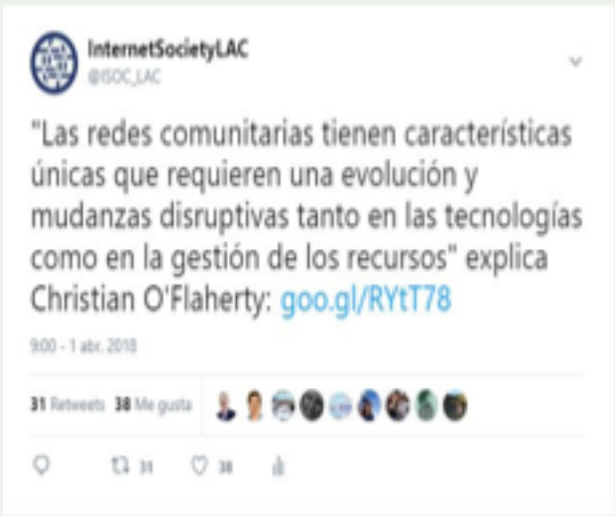 InternetSocietyLAC
@ISOC_LAC
"Las redes comunitarias tienen características
únicas que requieren una evolución y
mudanzas disruptivas tanto en las tecnologías
como en la gestión de los recursos" explica
Christian O'Flaherty: goo.gl/RYtT78
9:00 - 1 abr. 2018
31 Retweets 38 Me gusta
31 38